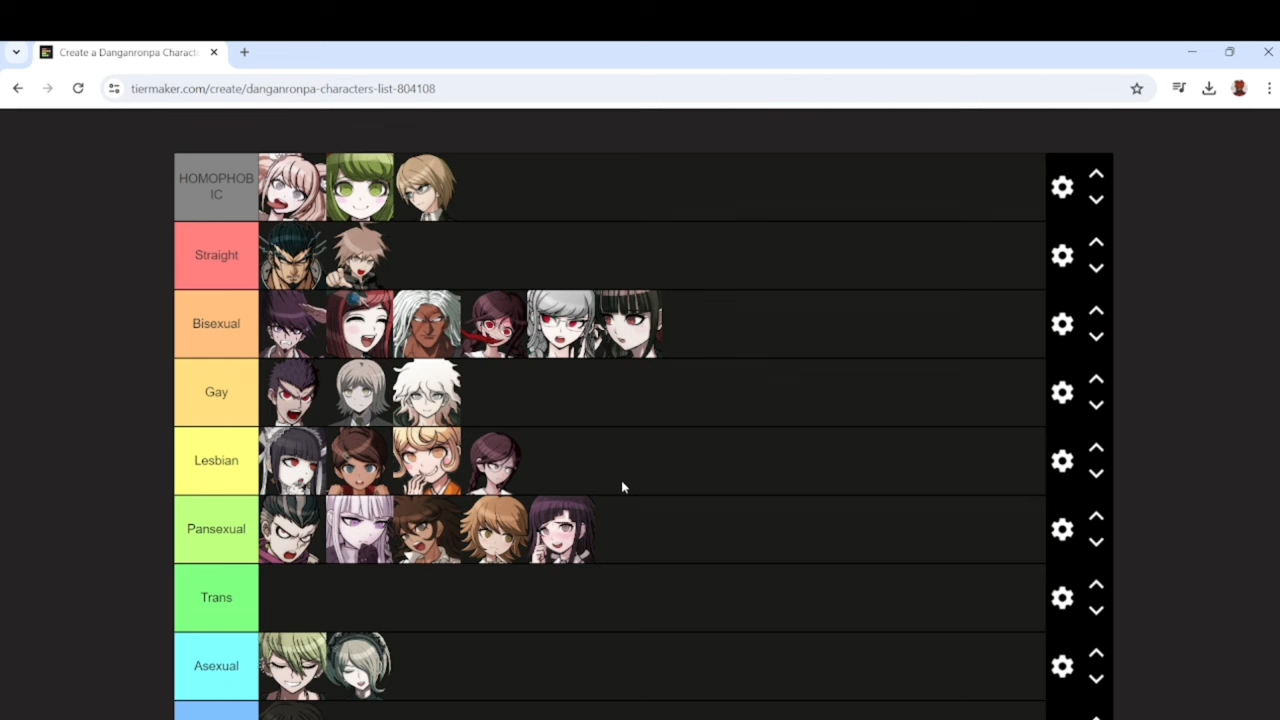 Create a Danganronpa Charact
tiermaker.com/create/danganronpa-characters-list-804108
HOMOPHOB
IC
Straight
Bisexual
Gay
Lesbian
Pansexual
Trans
Asexual